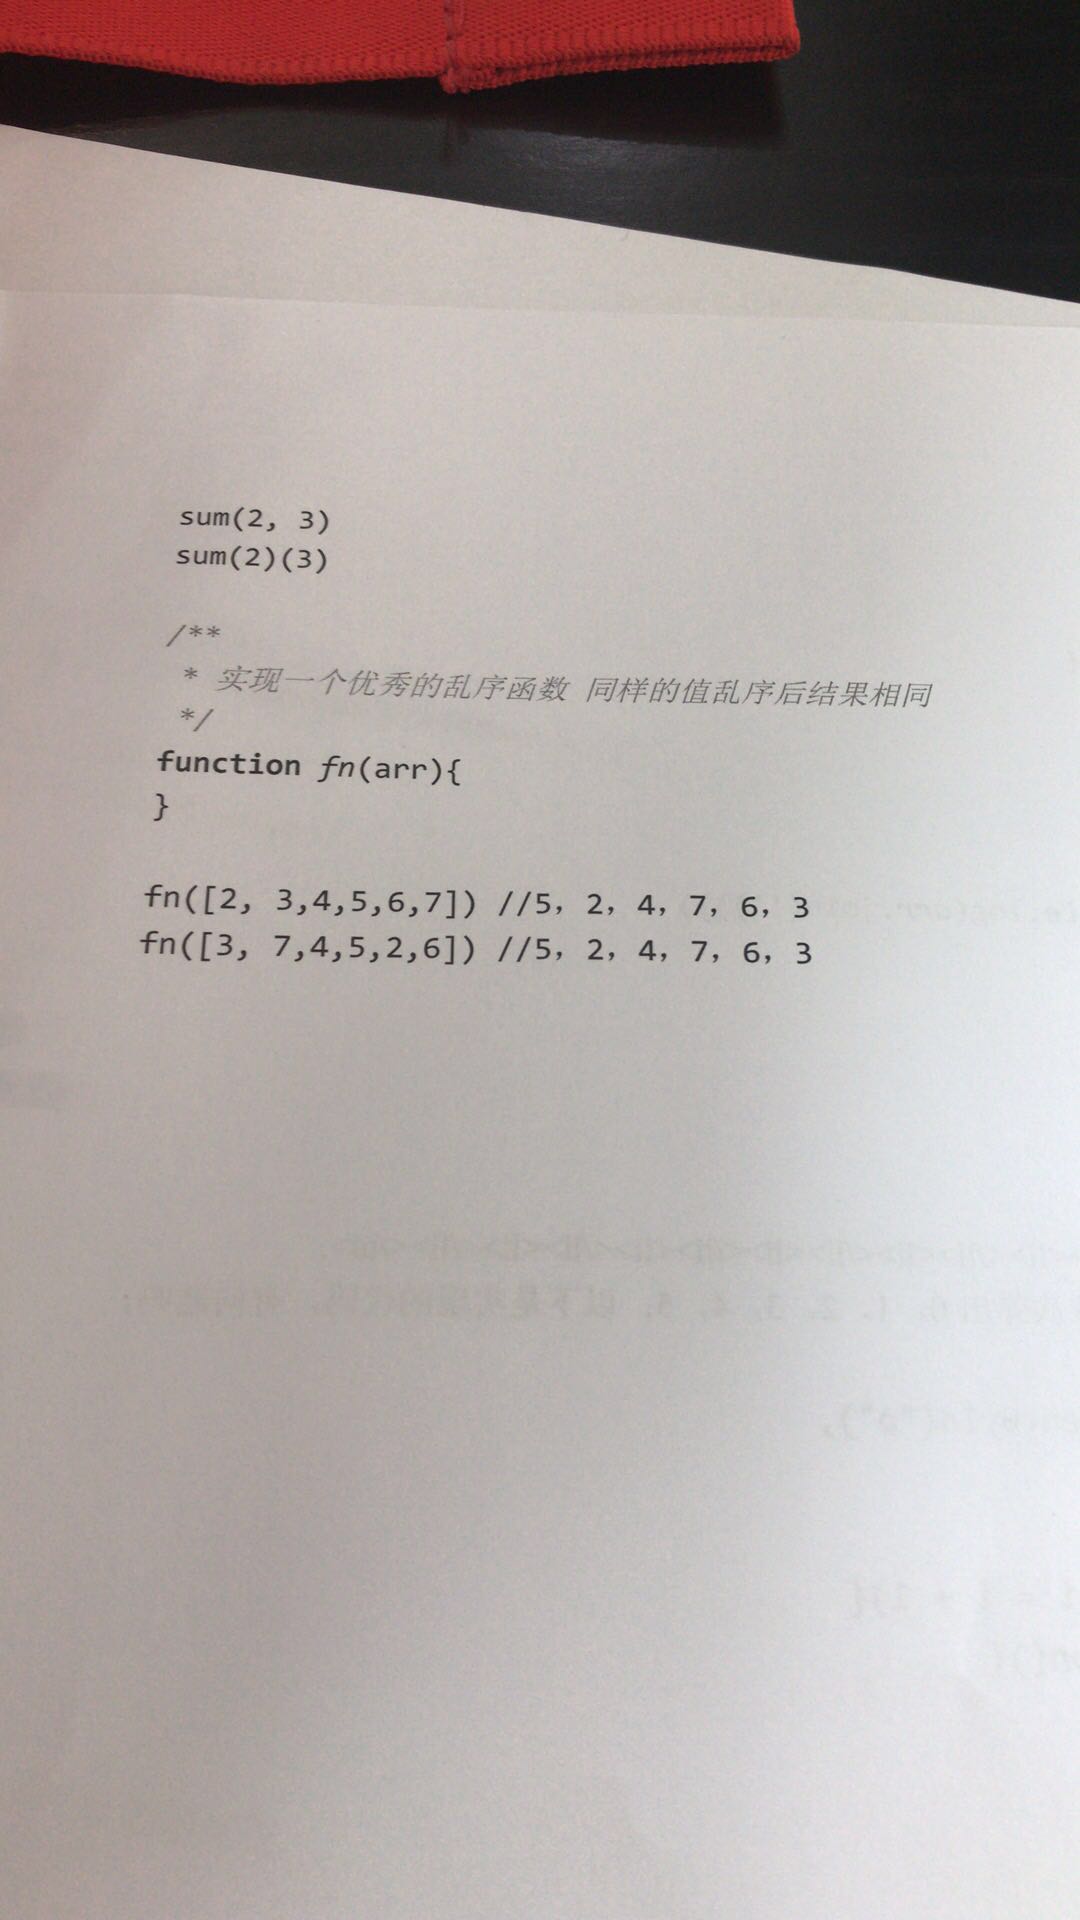 sum(2, 3)
sum(2)(3)
/**
* 实现一个优秀的乱序函数 同样的值乱序后结果相同
*/
function fn(arr){
}
fn([2, 3,4,5,6,7]) //5, 2, 4, 7, 6, 3
fn([3, 7,4,5,2,6]) //5, 2, 4, 7, 6, 3